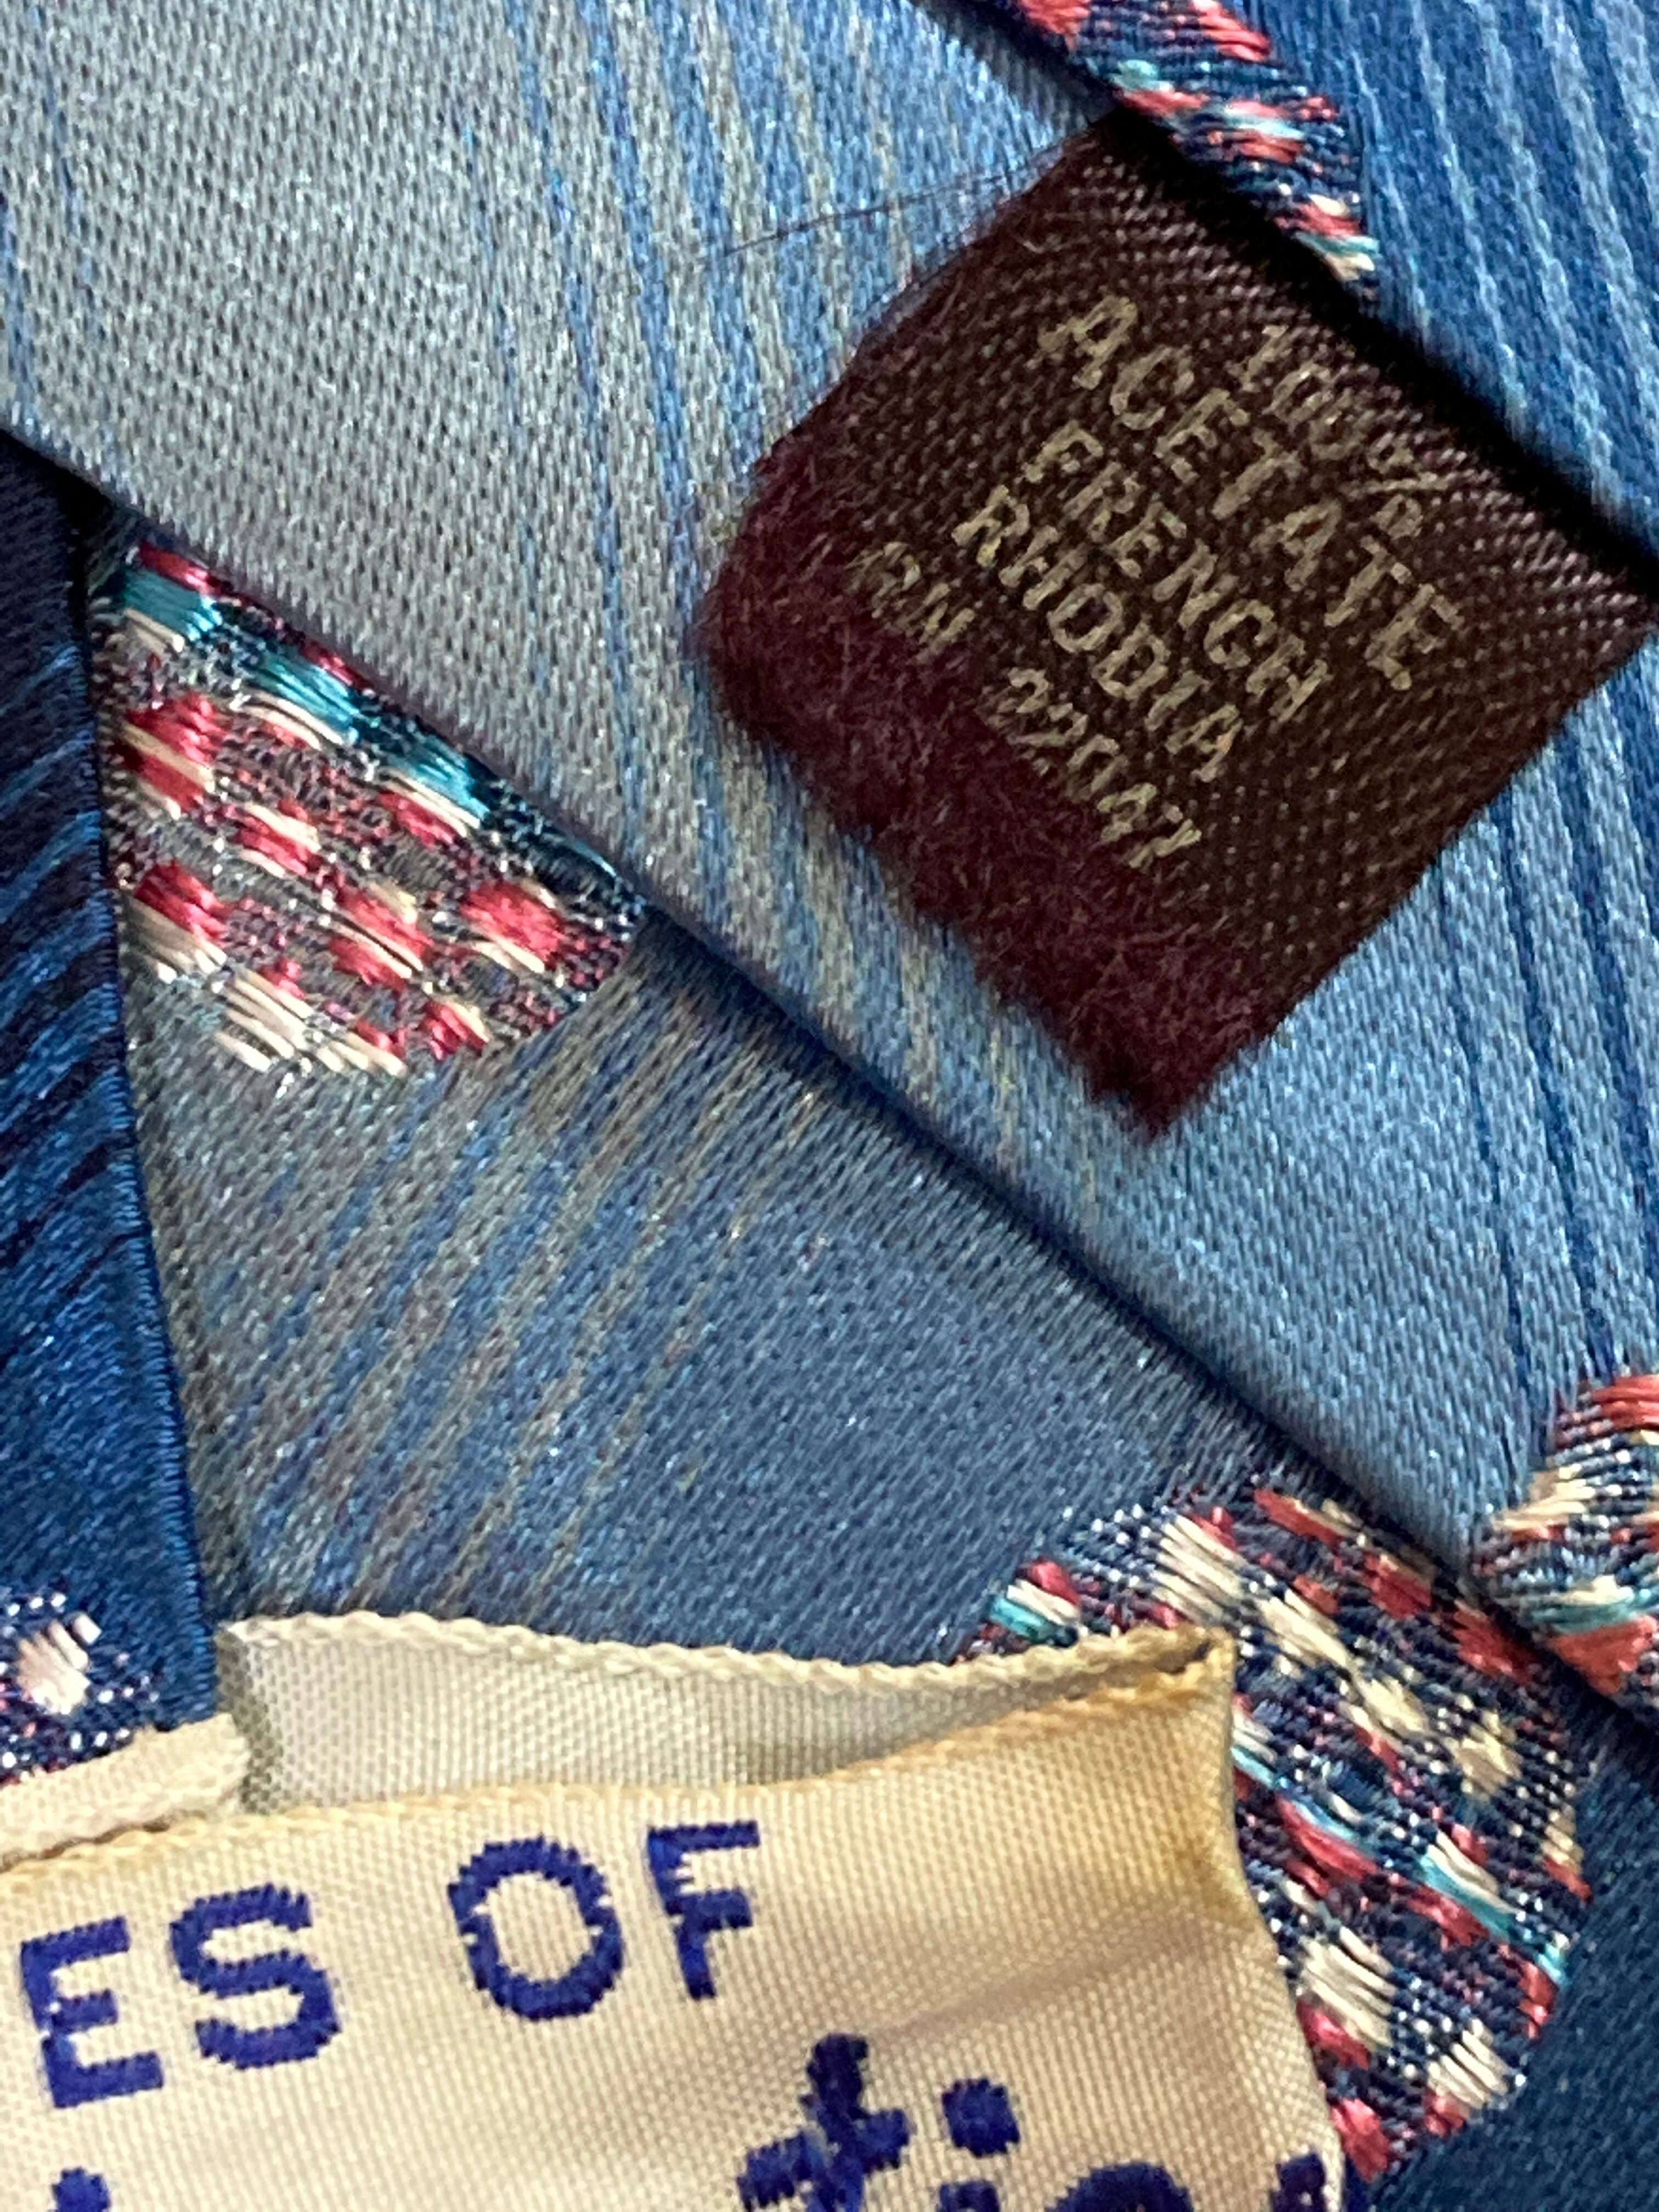 100%
ACETATE
FRENCH
RHODIA
RN 22047
ES OF